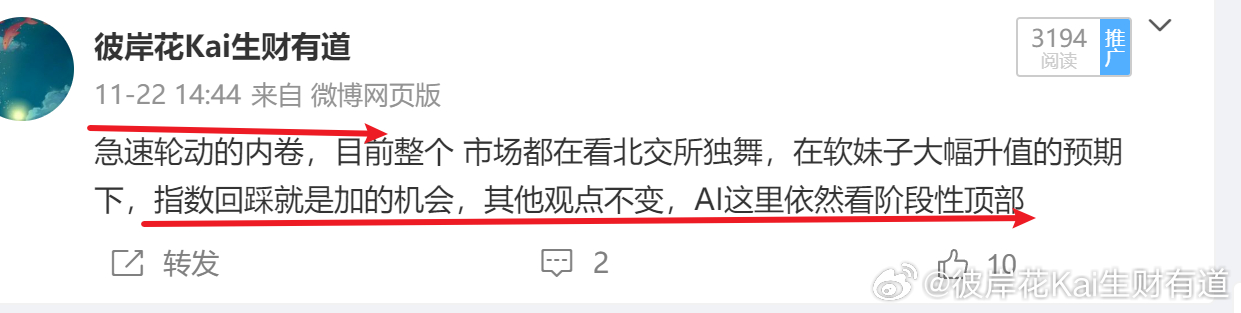 彼岸花Kai生财有道
3194
阅读
推广
11-22 14:44 来自 微博网页版
急速轮动的内卷，目前整个 市场都在看北交所独舞，在软妹子大幅升值的预期
下，指数回踩就是加的机会，其他观点不变，AI这里依然看阶段性顶部
转发
2
10
@彼岸花Kai生财有道